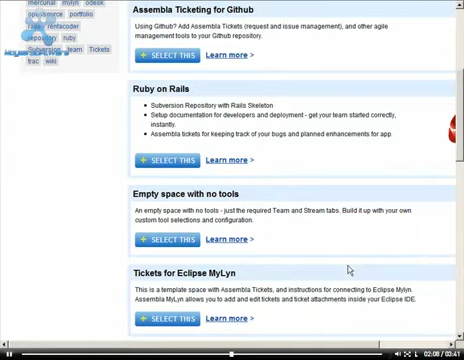 mercurial mylyn odesk
opensource portfolio
rails rentacoder
repository ruby
Subversion team Tickets
trac wiki
Assembla Ticketing for Github
Using Github? Add Assembla Tickets (request and issue management), and other agile
management tools to your Github repository.
+ SELECT THIS Learn more >
Ruby on Rails
• Subversion Repository with Rails Skeleton
• Setup documentation for developers and deployment - get your team started correctly,
instantly.
• Assembla tickets for keeping track of your bugs and planned enhancements for app
+ SELECT THIS Learn more >
Empty space with no tools
An empty space with no tools - just the required Team and Stream tabs. Build it up with your own
custom tool selections and configuration.
+ SELECT THIS Learn more >
Tickets for Eclipse MyLyn
This is a template space with Assembla Tickets, and instructions for connecting to Eclipse Mylyn.
Assembla MyLyn allows you to add and edit tickets and ticket attachments inside your Eclipse IDE.
+ SELECT THIS Learn more >
02:08 / 03:41